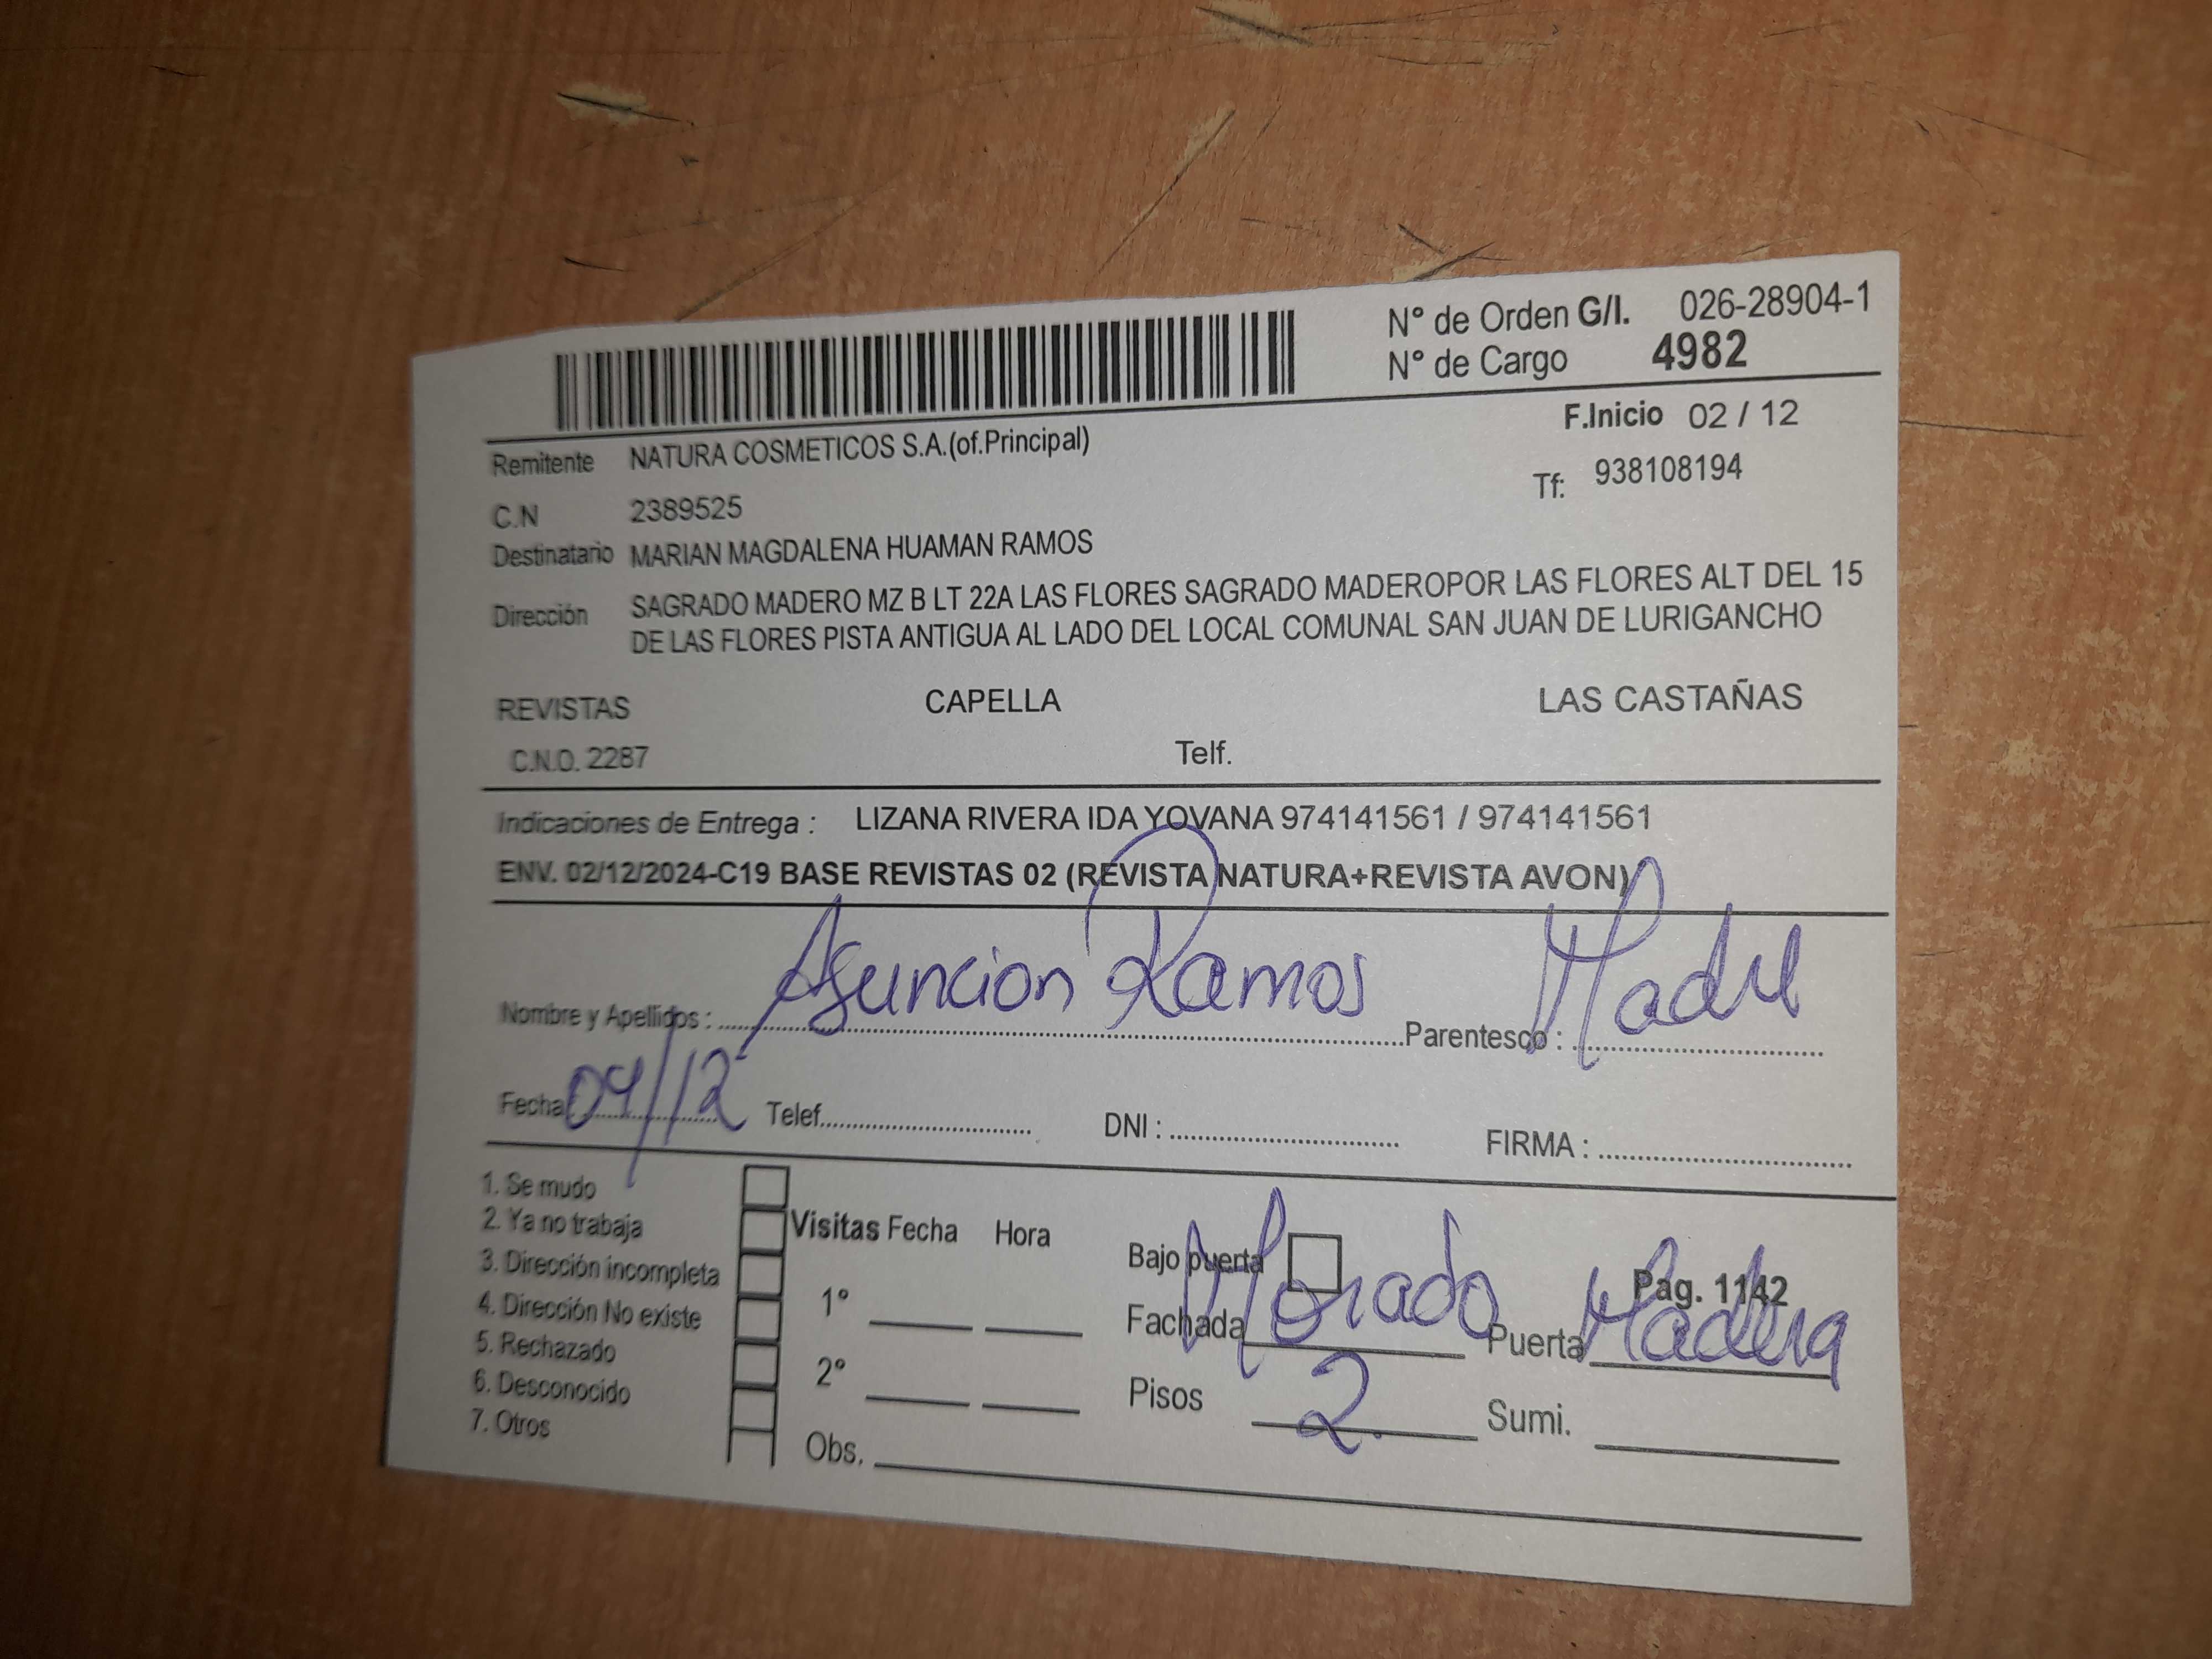 N° de Orden G/I. 026-28904-1
N° de Cargo 4982
F.Inicio 02 / 12
Remitente NATURA COSMETICOS S.A.(of.Principal)
Tf: 938108194
C.N 2389525
Destinatario MARIAN MAGDALENA HUAMAN RAMOS
Dirección SAGRADO MADERO MZ B LT 22A LAS FLORES SAGRADO MADEROPOR LAS FLORES ALT DEL 15
DE LAS FLORES PISTA ANTIGUA AL LADO DEL LOCAL COMUNAL SAN JUAN DE LURIGANCHO
REVISTAS CAPELLA LAS CASTAÑAS
C.N.O. 2287 Telf.
Indicaciones de Entrega : LIZANA RIVERA IDA YOVANA 974141561 / 974141561
ENV. 02/12/2024-C19 BASE REVISTAS 02 (REVISTA NATURA+REVISTA AVON)
Nombre y Apellidos : Asuncion Ramos Parentesco : Madre
Fecha 04/12 Telef. DNI : FIRMA :
1. Se mudo
2. Ya no trabaja
3. Dirección incompleta
4. Dirección No existe
5. Rechazado
6. Desconocido
7. Otros
Visitas Fecha Hora
1°
2°
Obs.
Bajo puerta
Pag. 1142
Fachada Morado Puerta Madera
Pisos 2. Sumi.